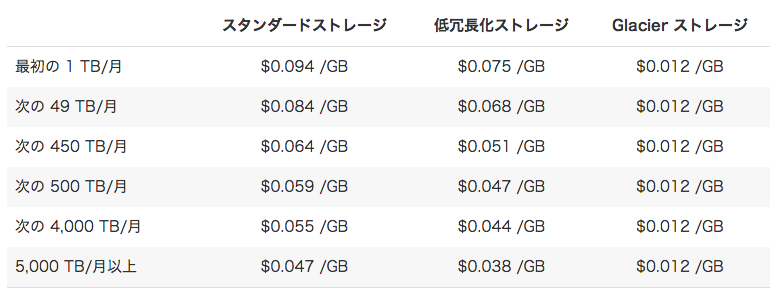 スタンダードストレージ 低冗長化ストレージ Glacier ストレージ
最初の 1 TB/月 $0.094 /GB $0.075 /GB $0.012 /GB
次の 49 TB/月 $0.084 /GB $0.068 /GB $0.012 /GB
次の 450 TB/月 $0.064 /GB $0.051 /GB $0.012 /GB
次の 500 TB/月 $0.059 /GB $0.047 /GB $0.012 /GB
次の 4,000 TB/月 $0.055 /GB $0.044 /GB $0.012 /GB
5,000 TB/月以上 $0.047 /GB $0.038 /GB $0.012 /GB